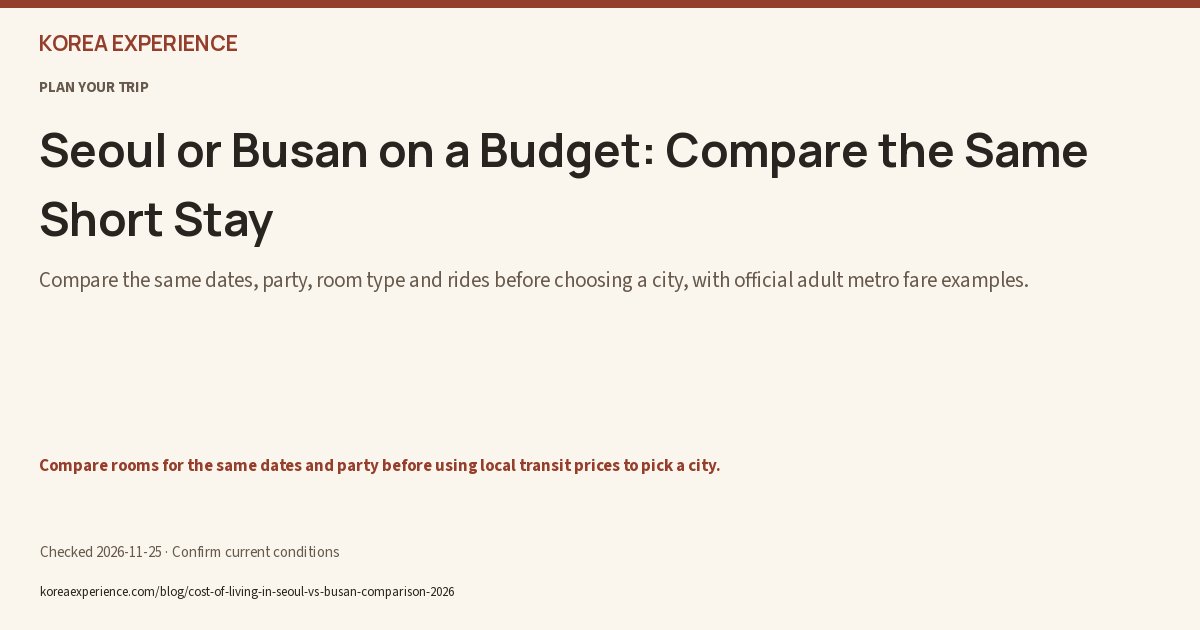 KOREA EXPERIENCE
PLAN YOUR TRIP
Seoul or Busan on a Budget: Compare the Same
Short Stay
Compare the same dates, party, room type and rides before choosing a city, with official adult metro fare examples.
Compare rooms for the same dates and party before using local transit prices to pick a city.
Checked 2026-11-25 · Confirm current conditions
koreaexperience.com/blog/cost-of-living-in-seoul-vs-busan-comparison-2026